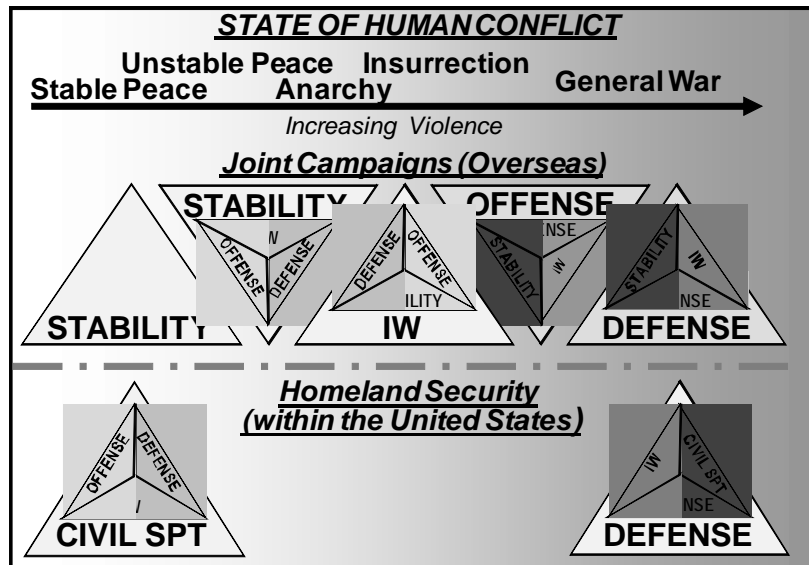 STATE OF HUMAN CONFLICT
Unstable Peace Insurrection
Stable Peace Anarchy General War
Increasing Violence
Joint Campaigns (Overseas)
STABILITY OFFENSE
OFFENSE DEFENSE DEFENSE OFFENSE STABILITY IW STABILITY IW
STABILITY IW DEFENSE
Homeland Security
(within the United States)
OFFENSE DEFENSE IW CIVIL SPT
CIVIL SPT DEFENSE